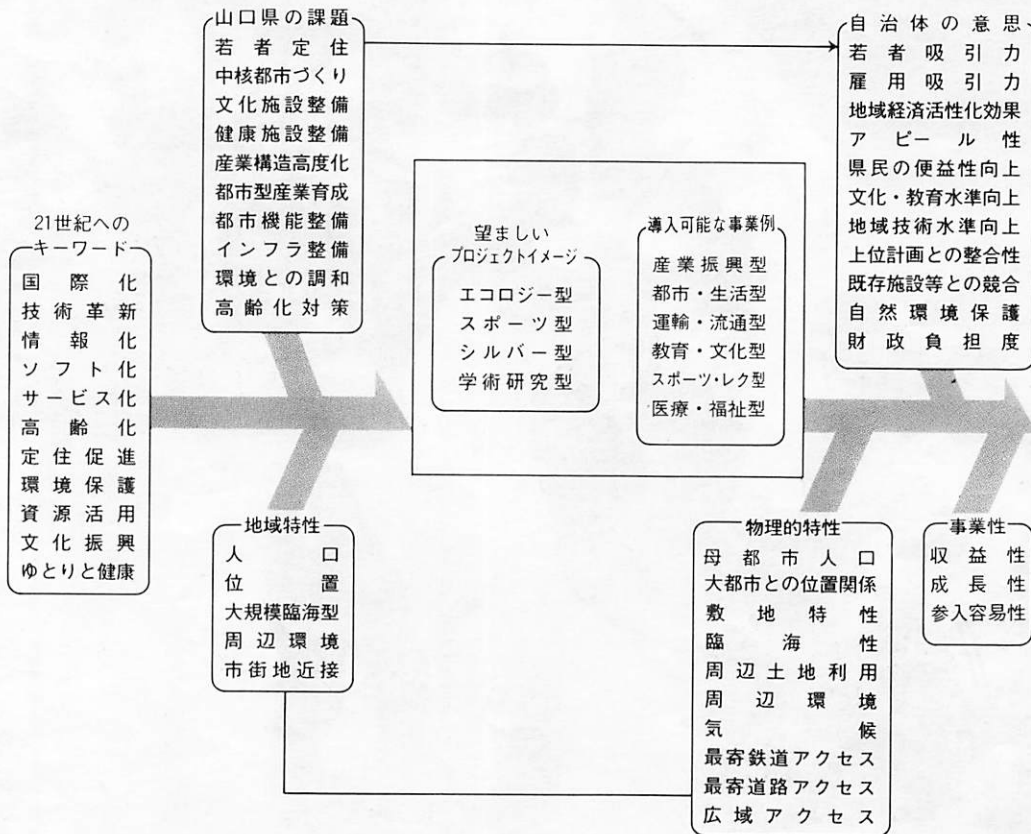 21世紀への
キーワード
国際化
技術革新
情報化
ソフト化
サービス化
高齢化
定住促進
環境保護
資源活用
文化振興
ゆとりと健康
山口県の課題
若者定住
中核都市づくり
文化施設整備
健康施設整備
産業構造高度化
都市型産業育成
都市機能整備
インフラ整備
環境との調和
高齢化対策
地域特性
人口
位置
大規模臨海型
周辺環境
市街地近接
望ましい
プロジェクトイメージ
エコロジー型
スポーツ型
シルバー型
学術研究型
導入可能な事業例
産業振興型
都市・生活型
運輸・流通型
教育・文化型
スポーツ・レク型
医療・福祉型
自治体の意思
若者吸引力
雇用吸引力
地域経済活性化効果
アピール性
県民の便益性向上
文化・教育水準向上
地域技術水準向上
上位計画との整合性
既存施設等との競合
自然環境保護
財政負担度
物理的特性
母都市人口
大都市との位置関係
敷地特性
臨海性
周辺土地利用
周辺環境
気候
最寄鉄道アクセス
最寄道路アクセス
広域アクセス
事業性
収益性
成長性
参入容易性